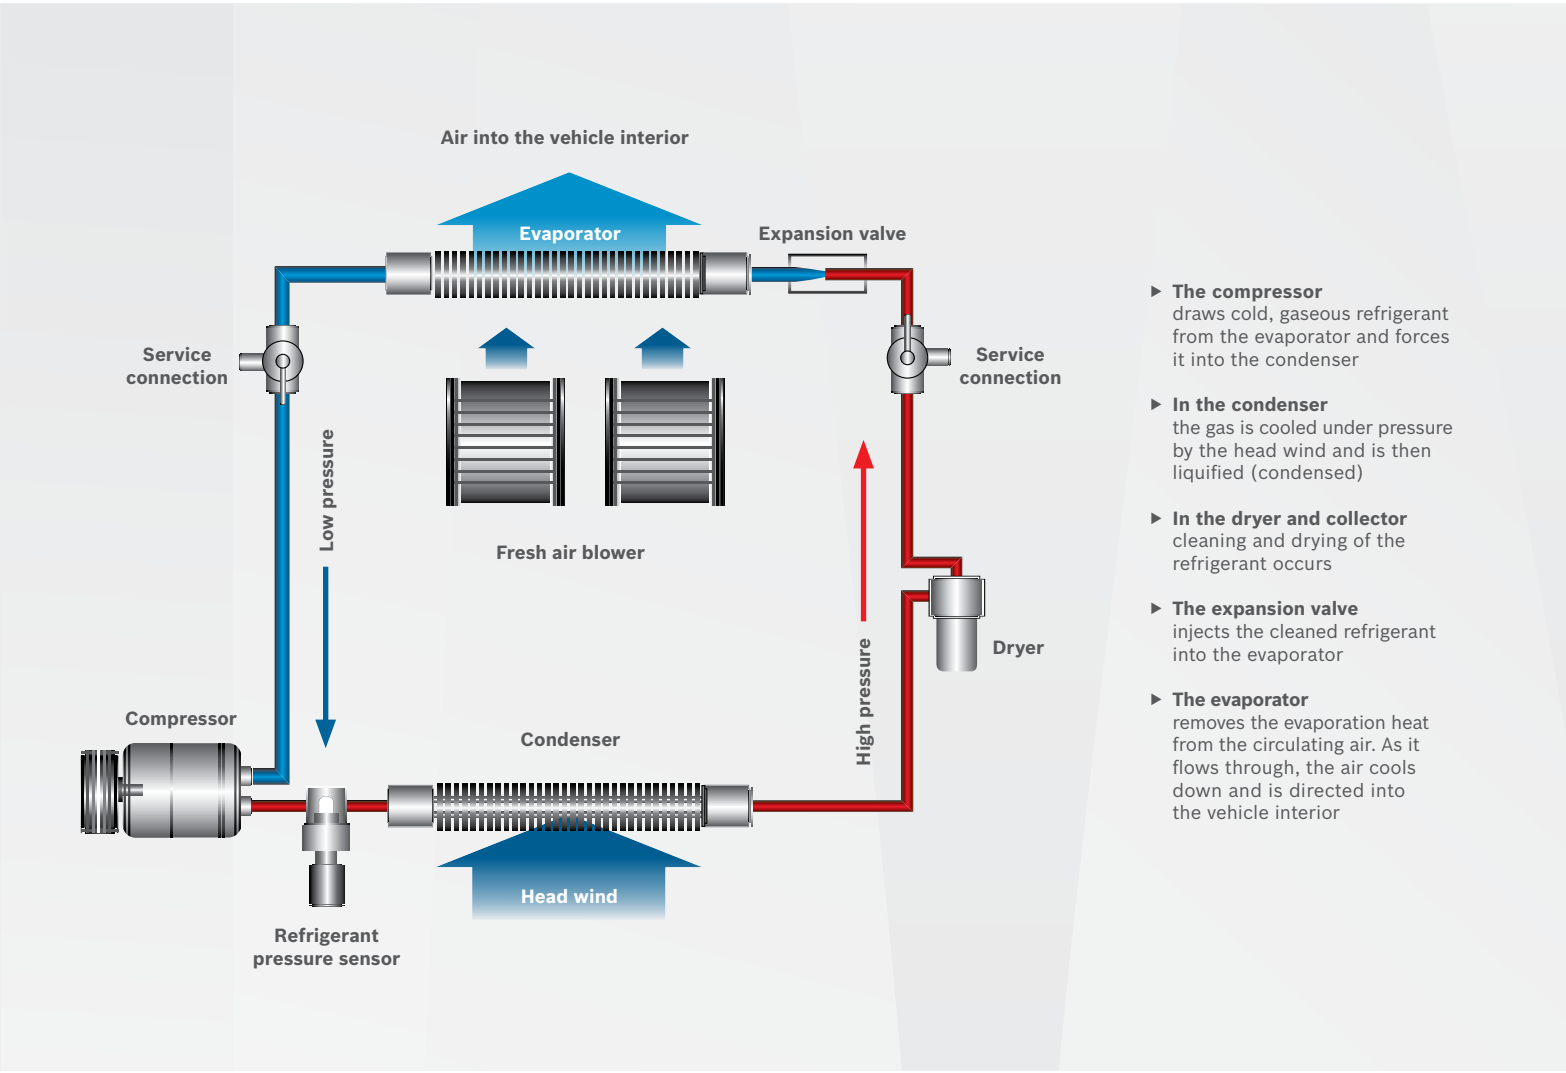 Air into the vehicle interior
Evaporator
Expansion valve
Service
connection
Service
connection
Low pressure
Fresh air blower
High pressure
Dryer
Compressor
Condenser
Head wind
Refrigerant
pressure sensor
▶ The compressor
draws cold, gaseous refrigerant
from the evaporator and forces
it into the condenser
▶ In the condenser
the gas is cooled under pressure
by the head wind and is then
liquified (condensed)
▶ In the dryer and collector
cleaning and drying of the
refrigerant occurs
▶ The expansion valve
injects the cleaned refrigerant
into the evaporator
▶ The evaporator
removes the evaporation heat
from the circulating air. As it
flows through, the air cools
down and is directed into
the vehicle interior